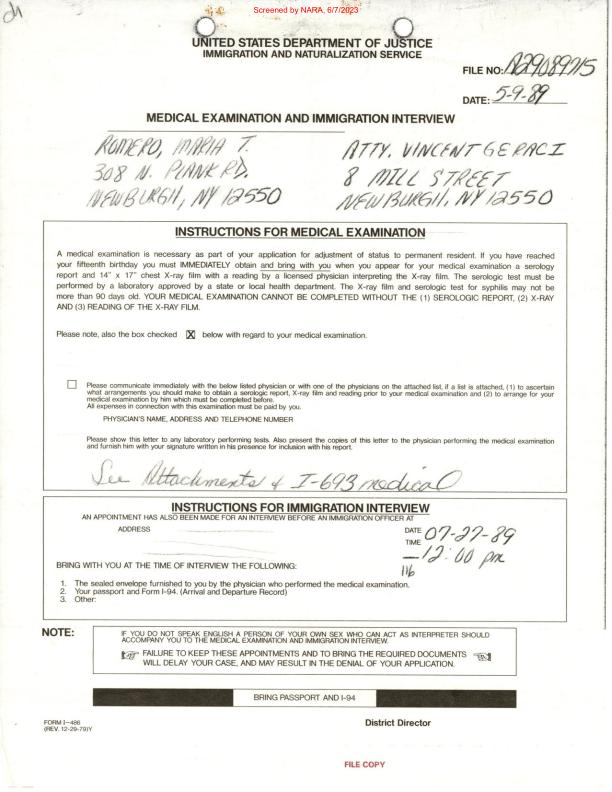 Screened by NARA, 6/7/2023
UNITED STATES DEPARTMENT OF JUSTICE
IMMIGRATION AND NATURALIZATION SERVICE
FILE NO: A29089715
DATE: 5-9-89
MEDICAL EXAMINATION AND IMMIGRATION INTERVIEW
ROMERO, MARIA T.
308 N. PLANK RD.
NEWBURGH, NY 12550
ATTY. VINCENT GERACI
8 MILL STREET
NEWBURGH, NY 12550
INSTRUCTIONS FOR MEDICAL EXAMINATION
A medical examination is necessary as part of your application for adjustment of status to permanent resident. If you have reached
your fifteenth birthday you must IMMEDIATELY obtain and bring with you when you appear for your medical examination a serology
report and 14" x 17" chest X-ray film with a reading by a licensed physician interpreting the X-ray film. The serologic test must be
performed by a laboratory approved by a state or local health department. The X-ray film and serologic test for syphilis may not be
more than 90 days old. YOUR MEDICAL EXAMINATION CANNOT BE COMPLETED WITHOUT THE (1) SEROLOGIC REPORT, (2) X-RAY
AND (3) READING OF THE X-RAY FILM.
Please note, also the box checked X below with regard to your medical examination.
Please communicate immediately with the below listed physician or with one of the physicians on the attached list, if a list is attached, (1) to ascertain
what arrangements you should make to obtain a serologic report, X-ray film and reading prior to your medical examination and (2) to arrange for your
medical examination by him which must be completed before.
All expenses in connection with this examination must be paid by you.
PHYSICIAN'S NAME, ADDRESS AND TELEPHONE NUMBER
Please show this letter to any laboratory performing tests. Also present the copies of this letter to the physician performing the medical examination
and furnish him with your signature written in his presence for inclusion with his report.
See Attachments & I-693 medical
INSTRUCTIONS FOR IMMIGRATION INTERVIEW
AN APPOINTMENT HAS ALSO BEEN MADE FOR AN INTERVIEW BEFORE AN IMMIGRATION OFFICER AT
ADDRESS
DATE 07-27-89
TIME
12:00 pm
BRING WITH YOU AT THE TIME OF INTERVIEW THE FOLLOWING:
1. The sealed envelope furnished to you by the physician who performed the medical examination.
2. Your passport and Form I-94. (Arrival and Departure Record)
3. Other:
NOTE:
IF YOU DO NOT SPEAK ENGLISH A PERSON OF YOUR OWN SEX WHO CAN ACT AS INTERPRETER SHOULD
ACCOMPANY YOU TO THE MEDICAL EXAMINATION AND IMMIGRATION INTERVIEW.
FAILURE TO KEEP THESE APPOINTMENTS AND TO BRING THE REQUIRED DOCUMENTS
WILL DELAY YOUR CASE, AND MAY RESULT IN THE DENIAL OF YOUR APPLICATION.
BRING PASSPORT AND I-94
FORM I-486
(REV. 12-29-79)Y
District Director
FILE COPY